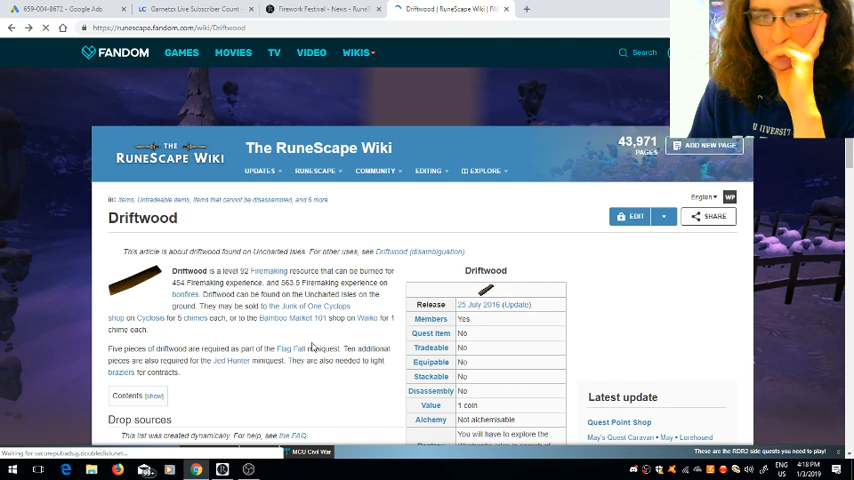 659-004-8672 - Google Ads
Gametzx Live Subscriber Count -
Firework Festival - News - RuneS
Driftwood | RuneScape Wiki | FA
https://runescape.fandom.com/wiki/Driftwood
FANDOM GAMES MOVIES TV VIDEO WIKIS
Search
THE RUNESCAPE WIKI
The RuneScape Wiki
43,971 PAGES
ADD NEW PAGE
UPDATES RUNESCAPE COMMUNITY EDITING EXPLORE
in: Items, Untradeable items, Items that cannot be disassembled, and 6 more
English
WP
Driftwood
EDIT
SHARE
This article is about driftwood found on Uncharted Isles. For other uses, see Driftwood (disambiguation)
Driftwood is a level 92 Firemaking resource that can be burned for
454 Firemaking experience, and 563.5 Firemaking experience on
bonfires. Driftwood can be found on the Uncharted Isles on the
ground. They may be sold to the Junk of One Cyclops
shop on Cyclosis for 5 chimes each, or to the Bamboo Market 101 shop on Waiko for 1
chime each.
Five pieces of driftwood are required as part of the Flag Fall miniquest. Ten additional
pieces are also required for the Jed Hunter miniquest. They are also needed to light
braziers for contracts.
Contents [show]
Drop sources
This list was created dynamically. For help, see the FAQ.
Driftwood
Release 25 July 2016 (Update)
Members Yes
Quest Item No
Tradeable No
Equipable No
Stackable No
Disassembly No
Value 1 coin
Alchemy Not alchemisable
You will have to explore the
Latest update
Quest Point Shop
May's Quest Caravan • May • Lorehound
Waiting for securepubads.g.doubleclick.net...
MCU Civil War
These are the RDR2 side quests you need to play!
ENG
US
4:18 PM
1/3/2019